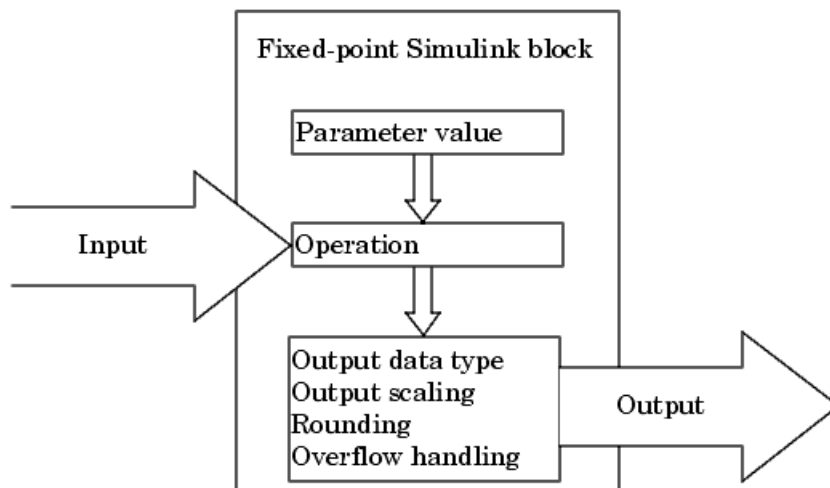 Fixed-point Simulink block
Parameter value
Input
Operation
Output data type
Output scaling
Rounding
Overflow handling
Output